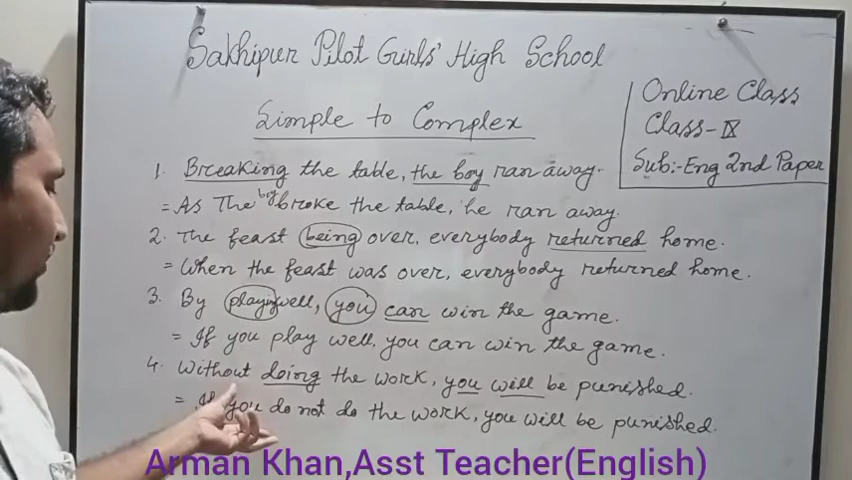 Sakhipur Pilot Girls' High School
Online Class
Class-IX
Sub:-Eng 2nd Paper
Simple to Complex
1. Breaking the table, the boy ran away.
= As The boy broke the table, he ran away.
2. The feast being over, everybody returned home.
= When the feast was over, everybody returned home.
3. By playing well, you can win the game.
= If you play well, you can win the game.
4. Without doing the work, you will be punished.
= If you do not do the work, you will be punished.
Arman Khan,Asst Teacher(English)